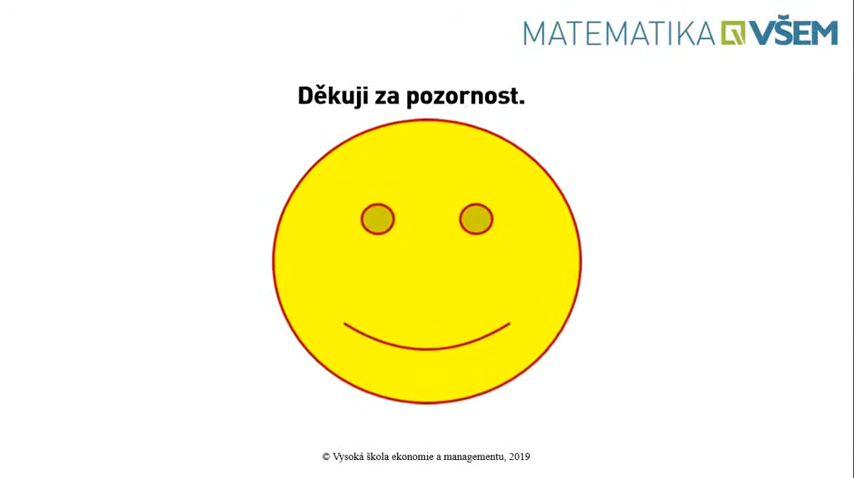 MATEMATIKA VŠEM
Děkuji za pozornost.
© Vysoká škola ekonomie a managementu, 2019